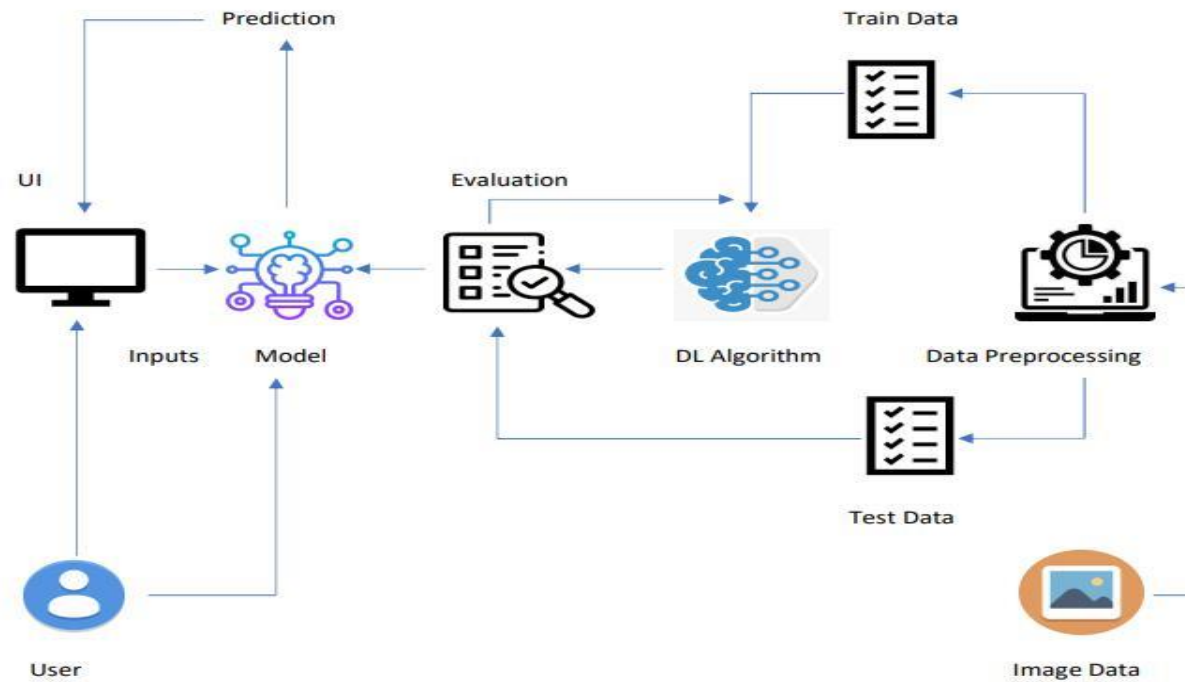 Prediction
Train Data
UI
Evaluation
Inputs
Model
DL Algorithm
Data Preprocessing
Test Data
User
Image Data